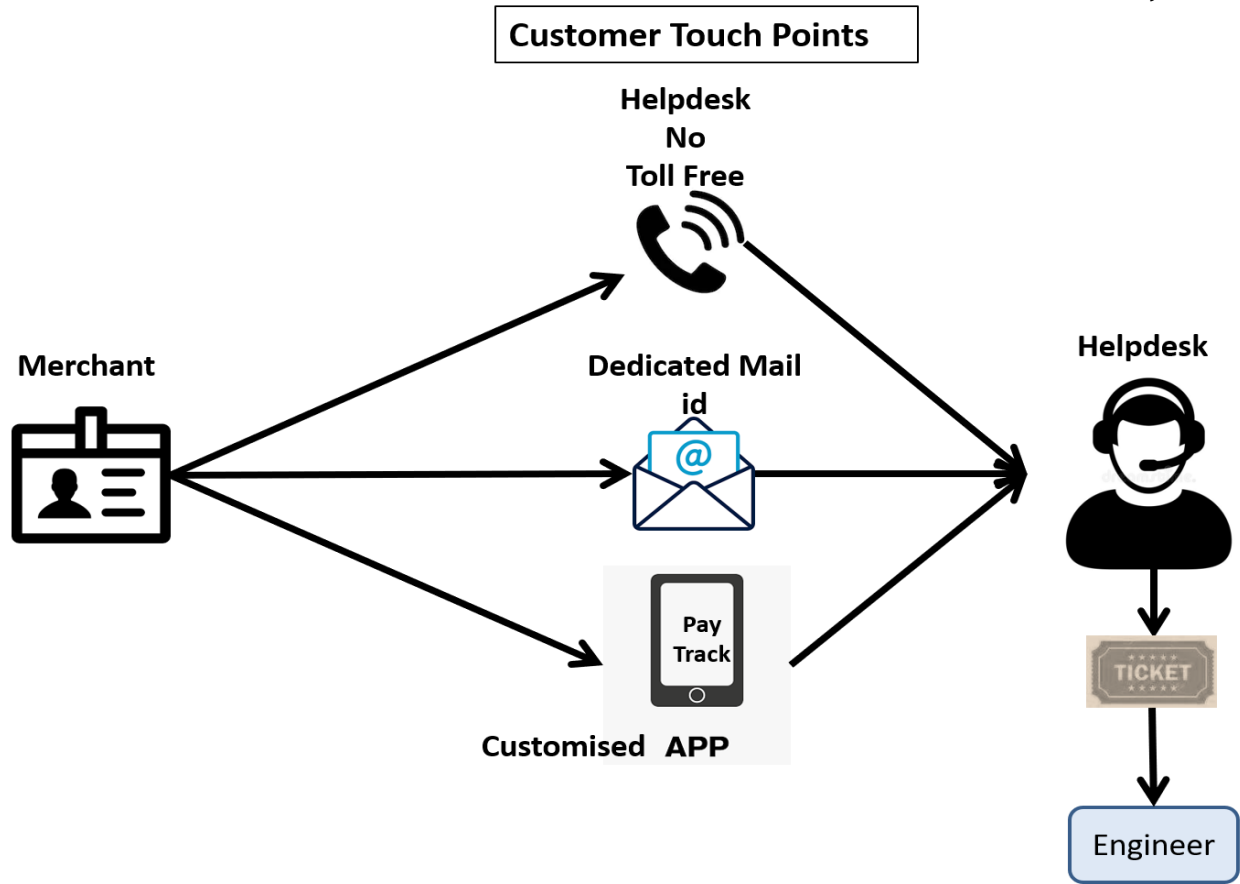 Customer Touch Points
Helpdesk
No
Toll Free
Merchant
Dedicated Mail
id
@
Helpdesk
Pay
Track
TICKET
Customised APP
Engineer